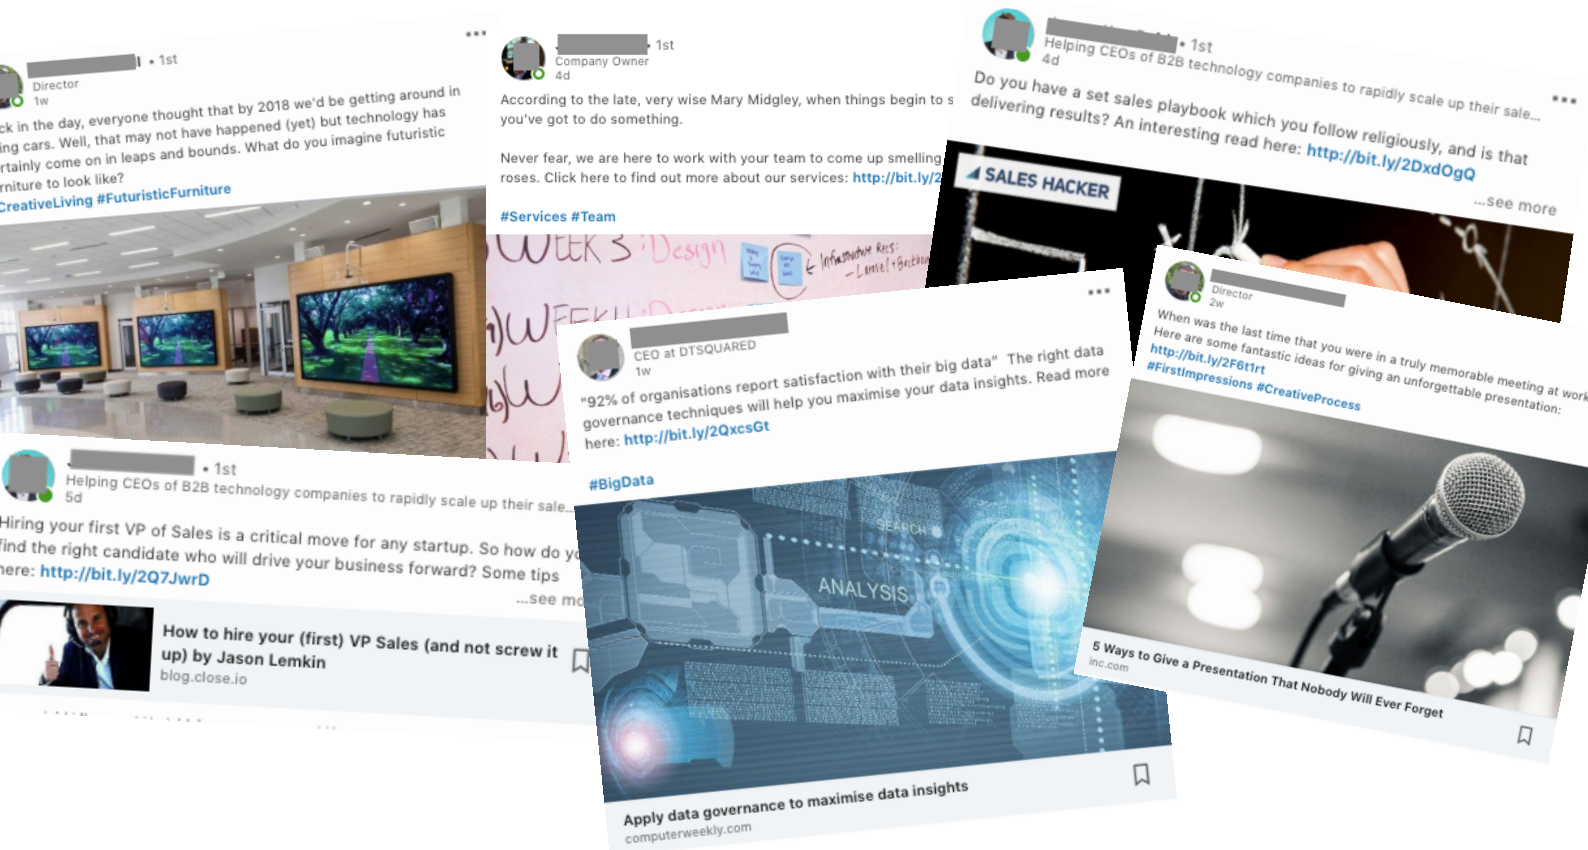 • 1st
Director
1w
in the day, everyone thought that by 2018 we'd be getting around in
cars. Well, that may not have happened (yet) but technology has
come on in leaps and bounds. What do you imagine futuristic
to look like?
#FuturisticFurniture
• 1st
Company Owner
4d
According to the late, very wise Mary Midgley, when things begin to
you've got to do something.
Never fear, we are here to work with your team to come up smelling
roses. Click here to find out more about our services: http://bit.ly/2
#Services #Team
WEEK 3 : Design
Infrastructure Recs:
- Laravel + Backbone
WEEK
• 1st
Helping CEOs of B2B technology companies to rapidly scale up their sale...
4d
Do you have a set sales playbook which you follow religiously, and is that
delivering results? An interesting read here: http://bit.ly/2DxdOgQ
...see more
SALES HACKER
• 1st
Helping CEOs of B2B technology companies to rapidly scale up their sale...
5d
Hiring your first VP of Sales is a critical move for any startup. So how do
find the right candidate who will drive your business forward? Some tips
here: http://bit.ly/2Q7JwrD
...see
How to hire your (first) VP Sales (and not screw it
up) by Jason Lemkin
blog.close.io
CEO at DTSQUARED
1w
"92% of organisations report satisfaction with their big data" The right data
governance techniques will help you maximise your data insights. Read more
here: http://bit.ly/2QxcsGt
#BigData
SEARCH
ANALYSIS
Apply data governance to maximise data insights
computerweekly.com
Director
2w
When was the last time that you were in a truly memorable meeting at work
Here are some fantastic ideas for giving an unforgettable presentation:
http://bit.ly/2F6t1rt
#FirstImpressions #CreativeProcess
5 Ways to Give a Presentation That Nobody Will Ever Forget
inc.com